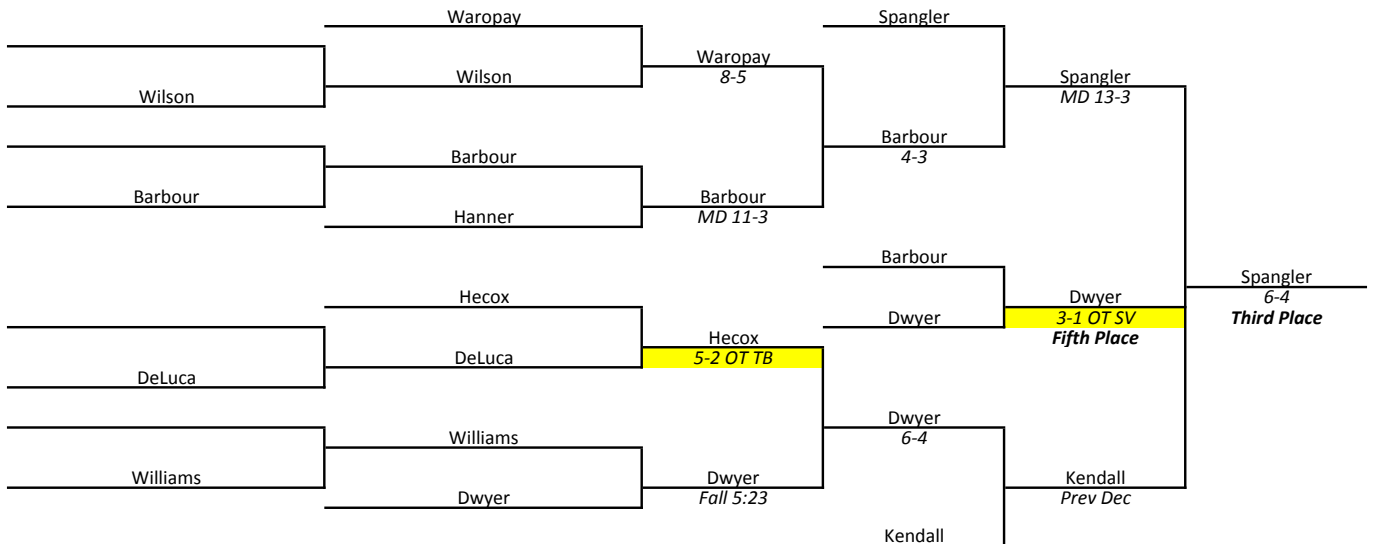 Waropay
Spangler
Waropay
8-5
Wilson
Spangler
MD 13-3
Wilson
Barbour
4-3
Barbour
Barbour
Barbour
MD 11-3
Hanner
Barbour
Spangler
6-4
Third Place
Hecox
Dwyer
3-1 OT SV
Fifth Place
Dwyer
Hecox
5-2 OT TB
DeLuca
DeLuca
Dwyer
6-4
Williams
Williams
Dwyer
Fall 5:23
Kendall
Prev Dec
Dwyer
Kendall